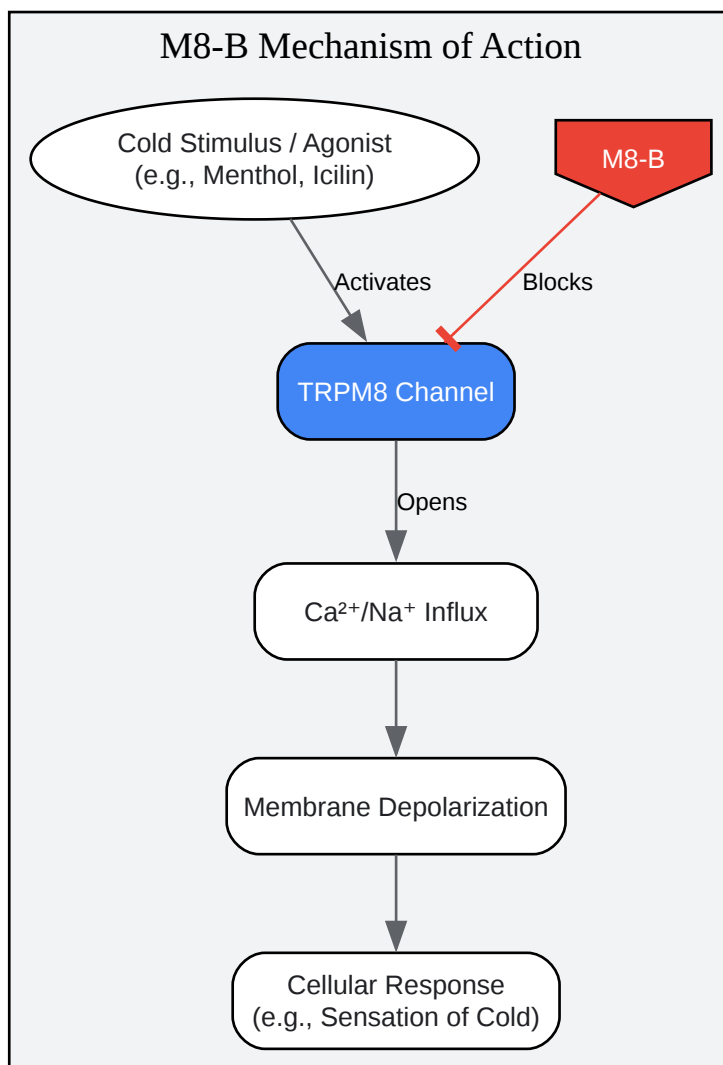 M8-B Mechanism of Action
Cold Stimulus / Agonist
(e.g., Menthol, Icilin)
M8-B
Activates
Blocks
TRPM8 Channel
Opens
Ca²⁺/Na⁺ Influx
Membrane Depolarization
Cellular Response
(e.g., Sensation of Cold)